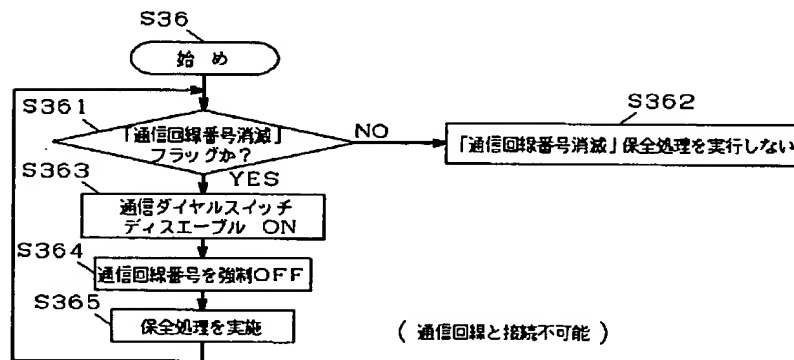 S36
始 め
S361
「通信回線番号消滅」
フラッグか?
NO
S362
「通信回線番号消滅」保全処理を実行しない
YES
S363
通信ダイヤルスイッチ
ディスエーブル ON
S364
通信回線番号を強制OFF
S365
保全処理を実施
( 通信回線と接続不可能 )